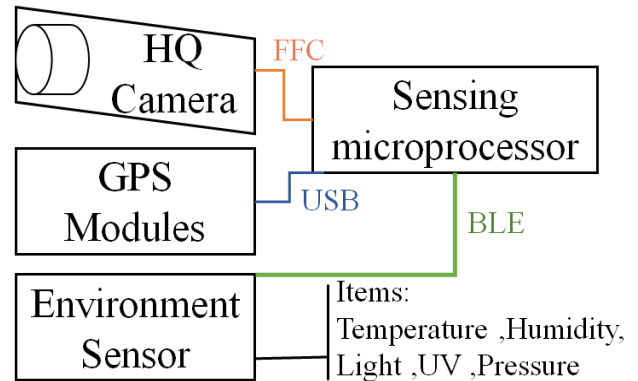 HQ
Camera
FFC
Sensing
microprocessor
GPS
Modules
USB
BLE
Environment
Sensor
Items:
Temperature ,Humidity,
Light ,UV ,Pressure